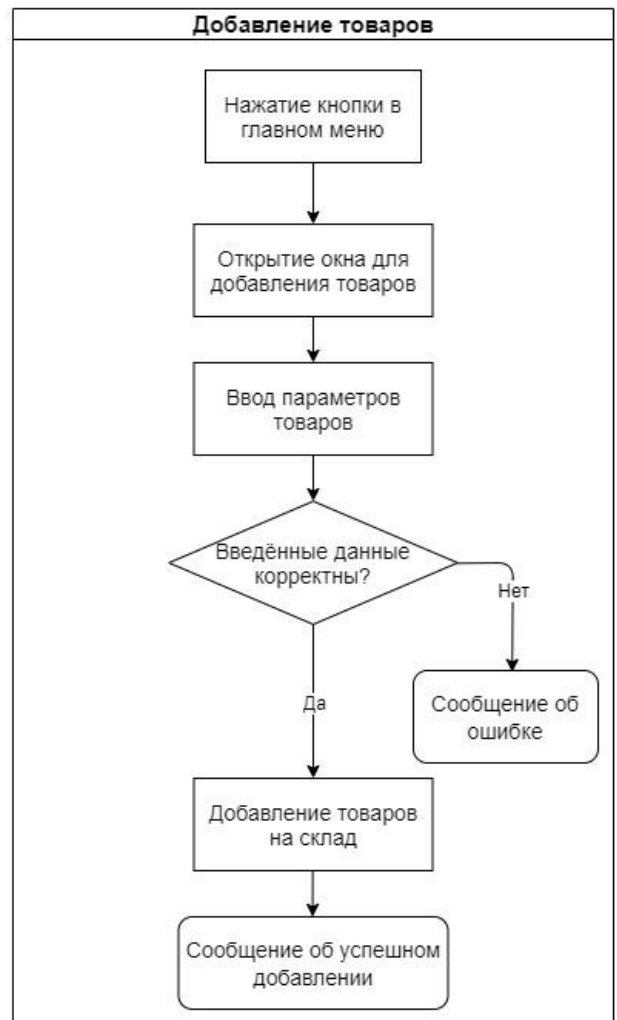 Добавление товаров
Нажатие кнопки в
главном меню
Открытие окна для
добавления товаров
Ввод параметров
товаров
Введённые данные
корректны?
Нет
Сообщение об
ошибке
Да
Добавление товаров
на склад
Сообщение об успешном
добавлении